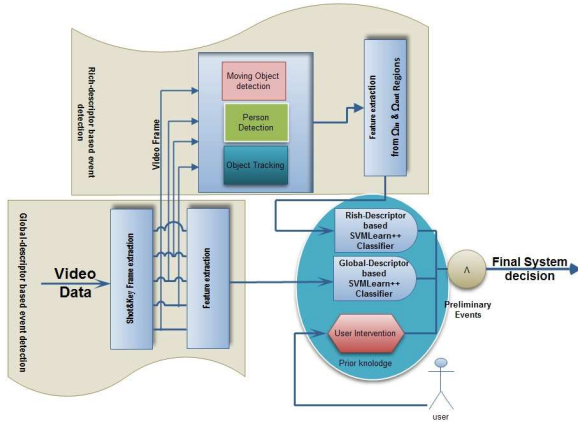 Rich-descriptor based event
detection
Moving Object
detection
Person
Detection
Object Tracking
Video Frame
Feature extraction
from Ωin & Ωout Regions
Global-descriptor based event detection
Video
Data
Shot&Key Frame extraction
Feature extraction
Rish-Descriptor
based
SVMLearn++
Classifier
Global-Descriptor
based
SVMLearn++
Classifier
User Intervention
Prior knolodge
Λ
Preliminary
Events
Final System
decision
user